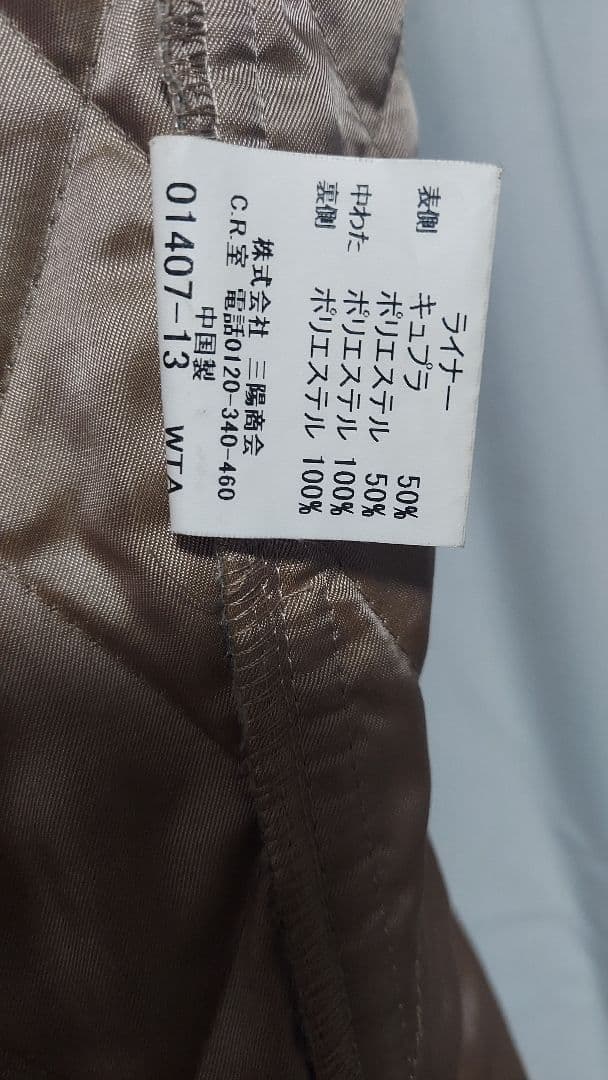 ライナー
表側 キュプラ 50%
ポリエステル 50%
中わた ポリエステル 100%
裏側 ポリエステル 100%
株式会社 三陽商会
C.R.室 電話0120-340-460
中国製
01407-13 WTA